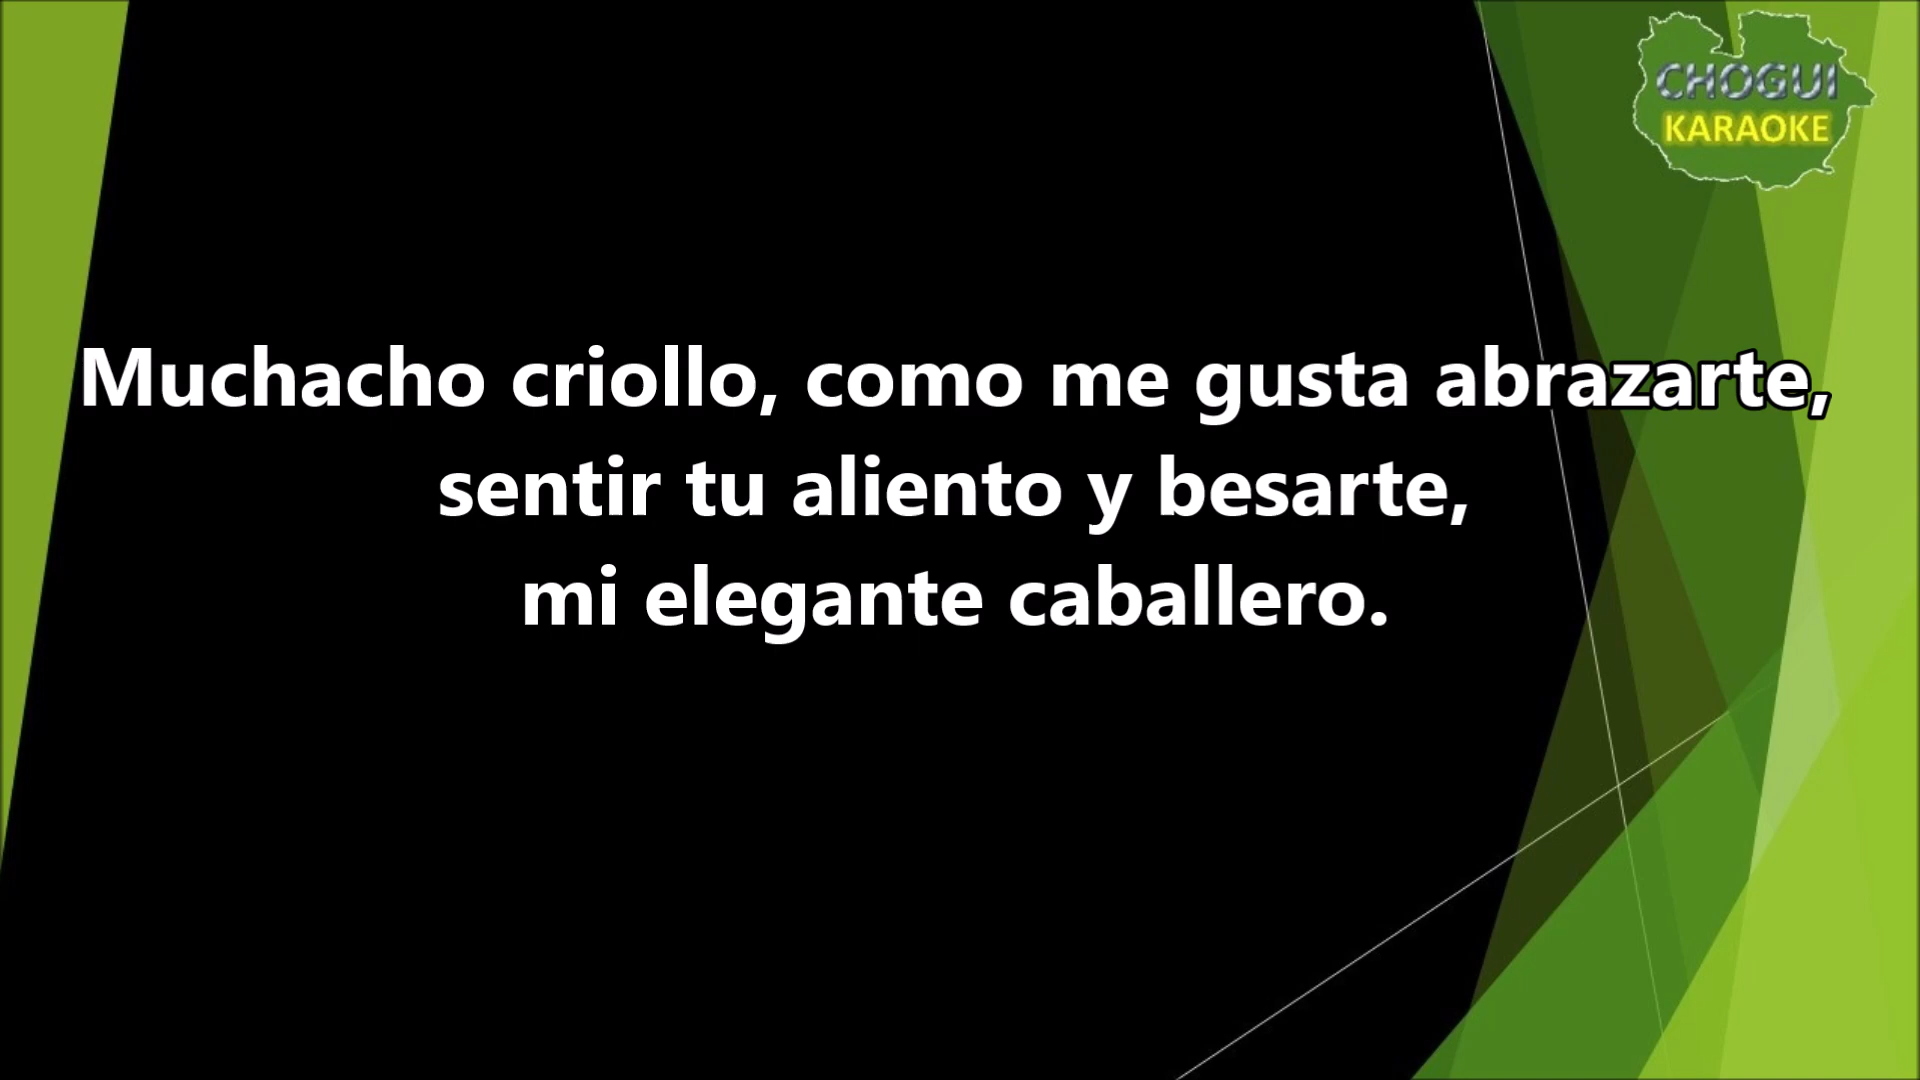 CHOGUI
KARAOKE
Muchacho criollo, como me gusta abrazarte,
sentir tu aliento y besarte,
mi elegante caballero.